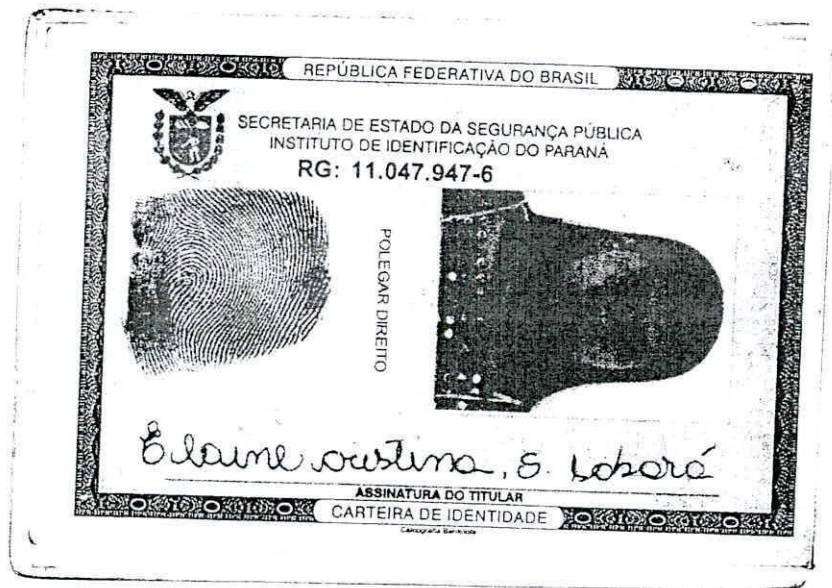 REPÚBLICA FEDERATIVA DO BRASIL
SECRETARIA DE ESTADO DA SEGURANÇA PÚBLICA
INSTITUTO DE IDENTIFICAÇÃO DO PARANÁ
RG: 11.047.947-6
POLEGAR DIREITO
Elaine cristina, S.
ASSINATURA DO TITULAR
CARTEIRA DE IDENTIDADE